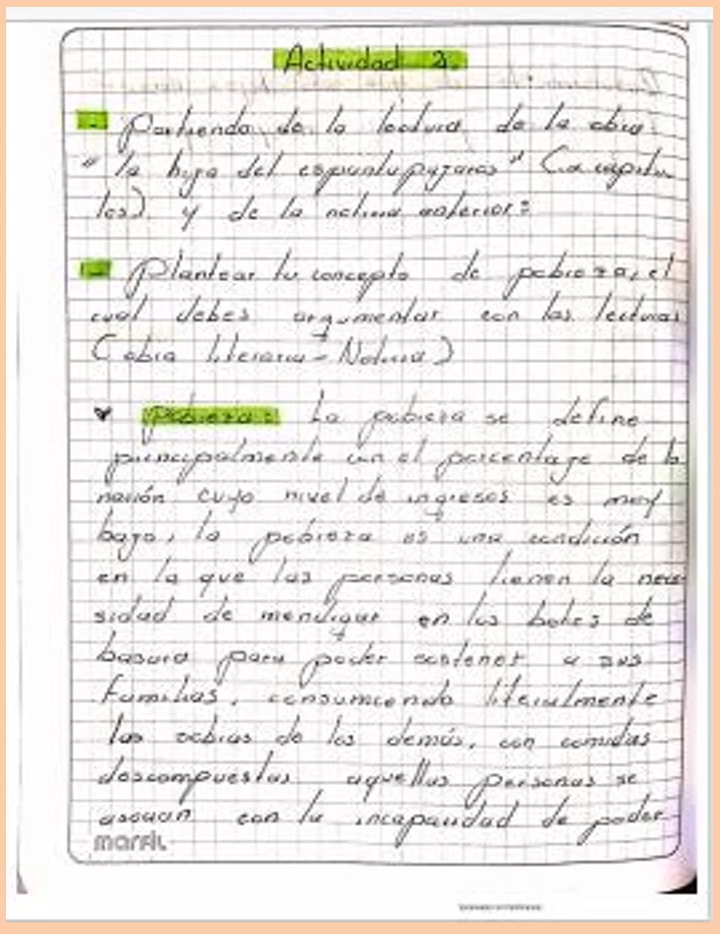 Actividad 2.
- Partiendo de la lectura de la obra
" la hija del espantapajaros" (4 capitu
los) y de la noticia anterior:
- Plantear tu concepto de pobreza, el
cual debes argumentar con las lecturas
(obra literaria - Noticia)
Pobreza: La pobreza se define
principalmente con el porcentaje de la
nación cuyo nivel de ingresos es muy
bajo, la pobreza es una condición
en la que las personas tienen la nece-
sidad de mendigar en los botes de
basura para poder sostener a sus
familias, consumiendo literalmente
las sobras de los demás, con comidas
descompuestas aquellas personas se
asocian con la incapacidad de poder
marfil